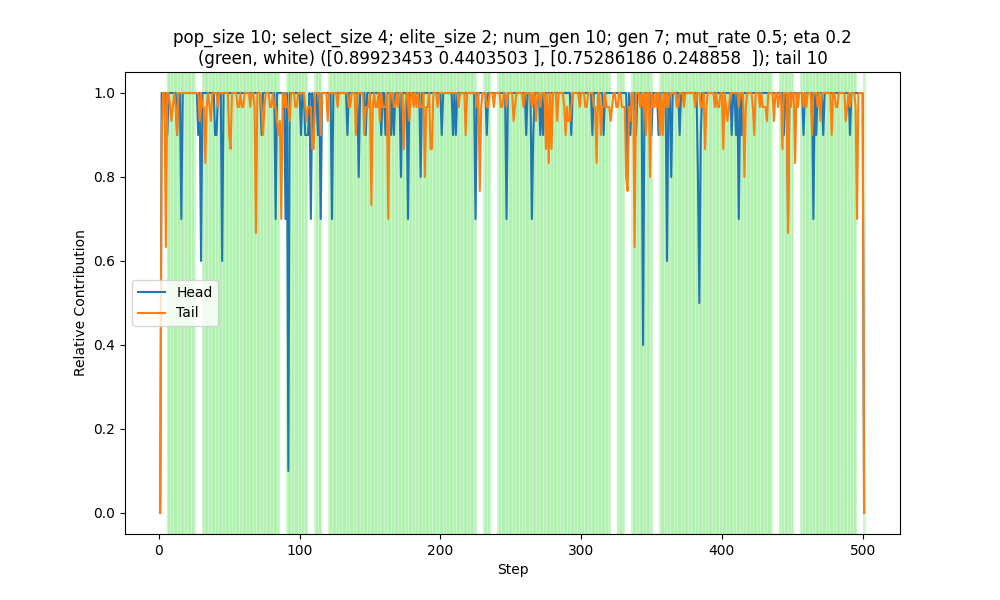 pop_size 10; select_size 4; elite_size 2; num_gen 10; gen 7; mut_rate 0.5; eta 0.2
(green, white) ([0.89923453 0.4403503 ], [0.75286186 0.248858  ]); tail 10
1.0
0.8
0.6
0.4
0.2
0.0
Relative Contribution
Head
Tail
0
100
200
300
400
500
Step